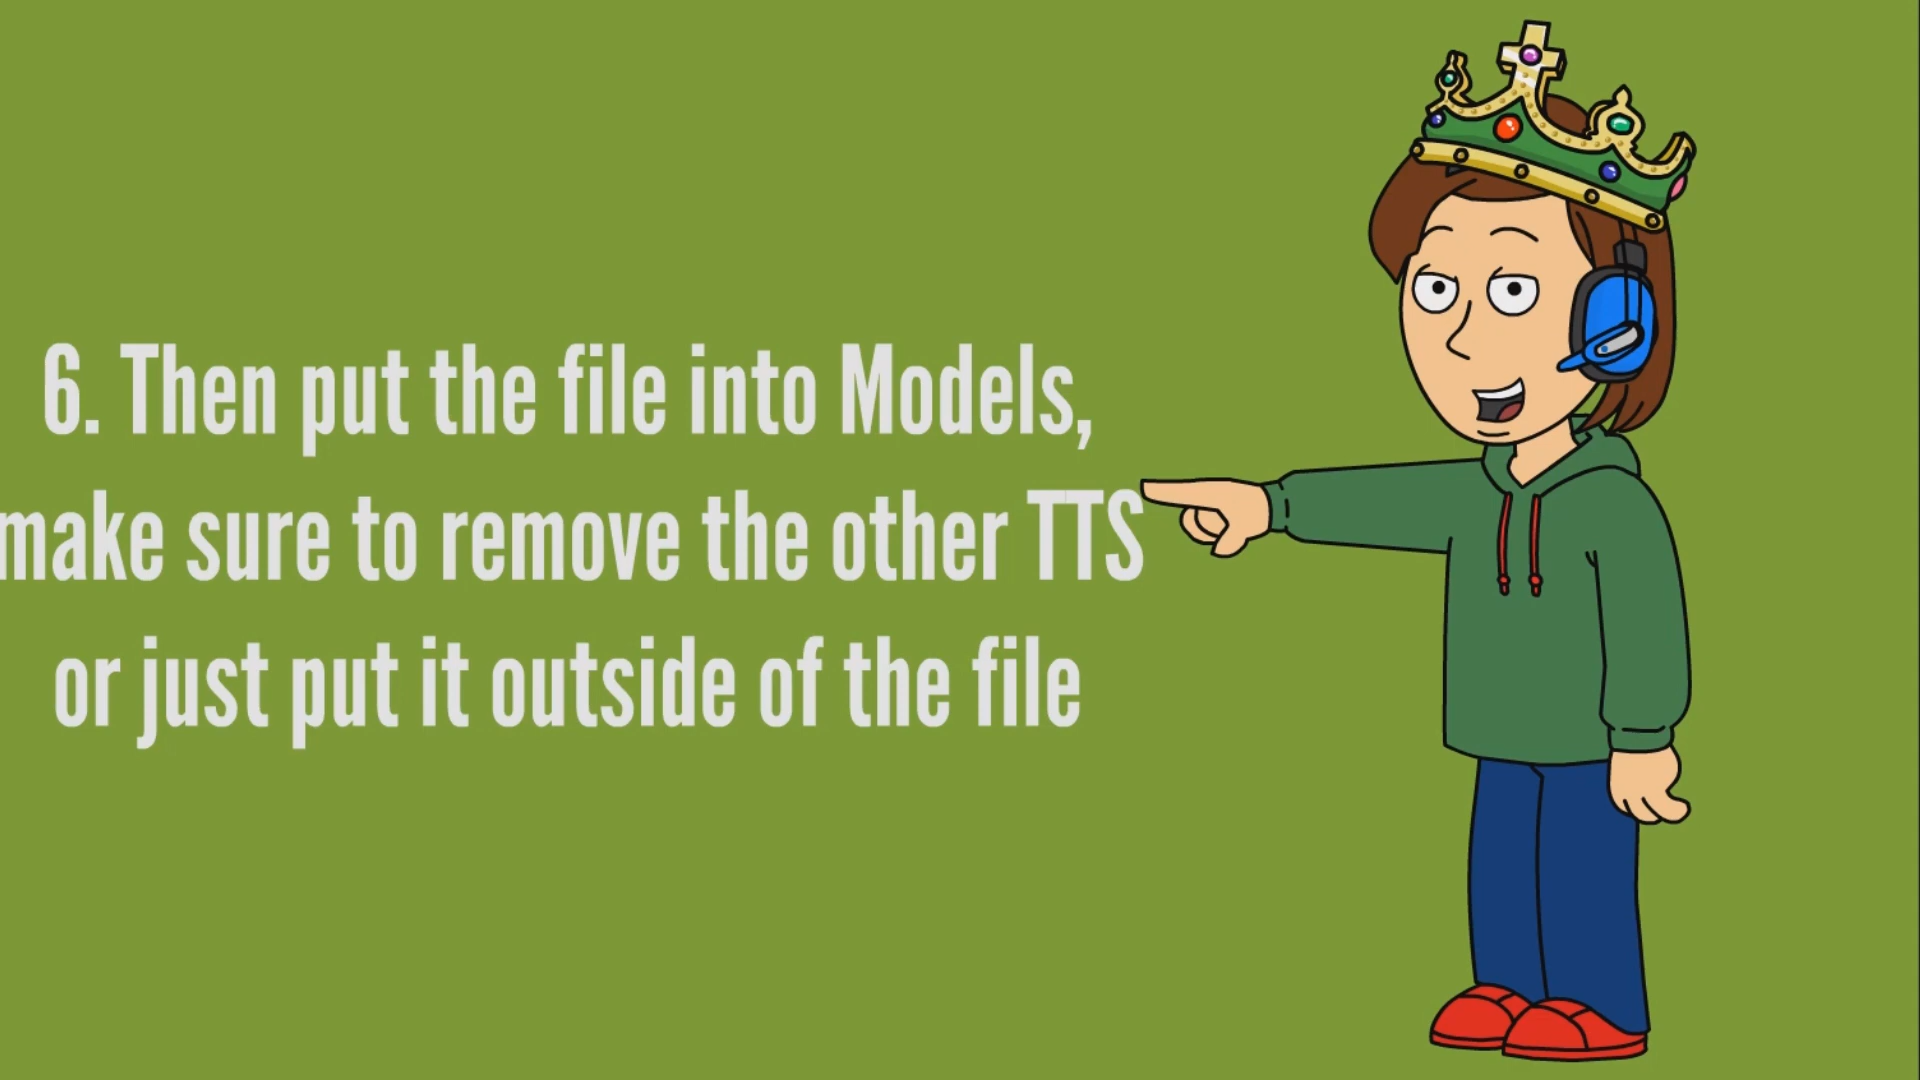 6. Then put the file into Models,
make sure to remove the other TTS
or just put it outside of the file